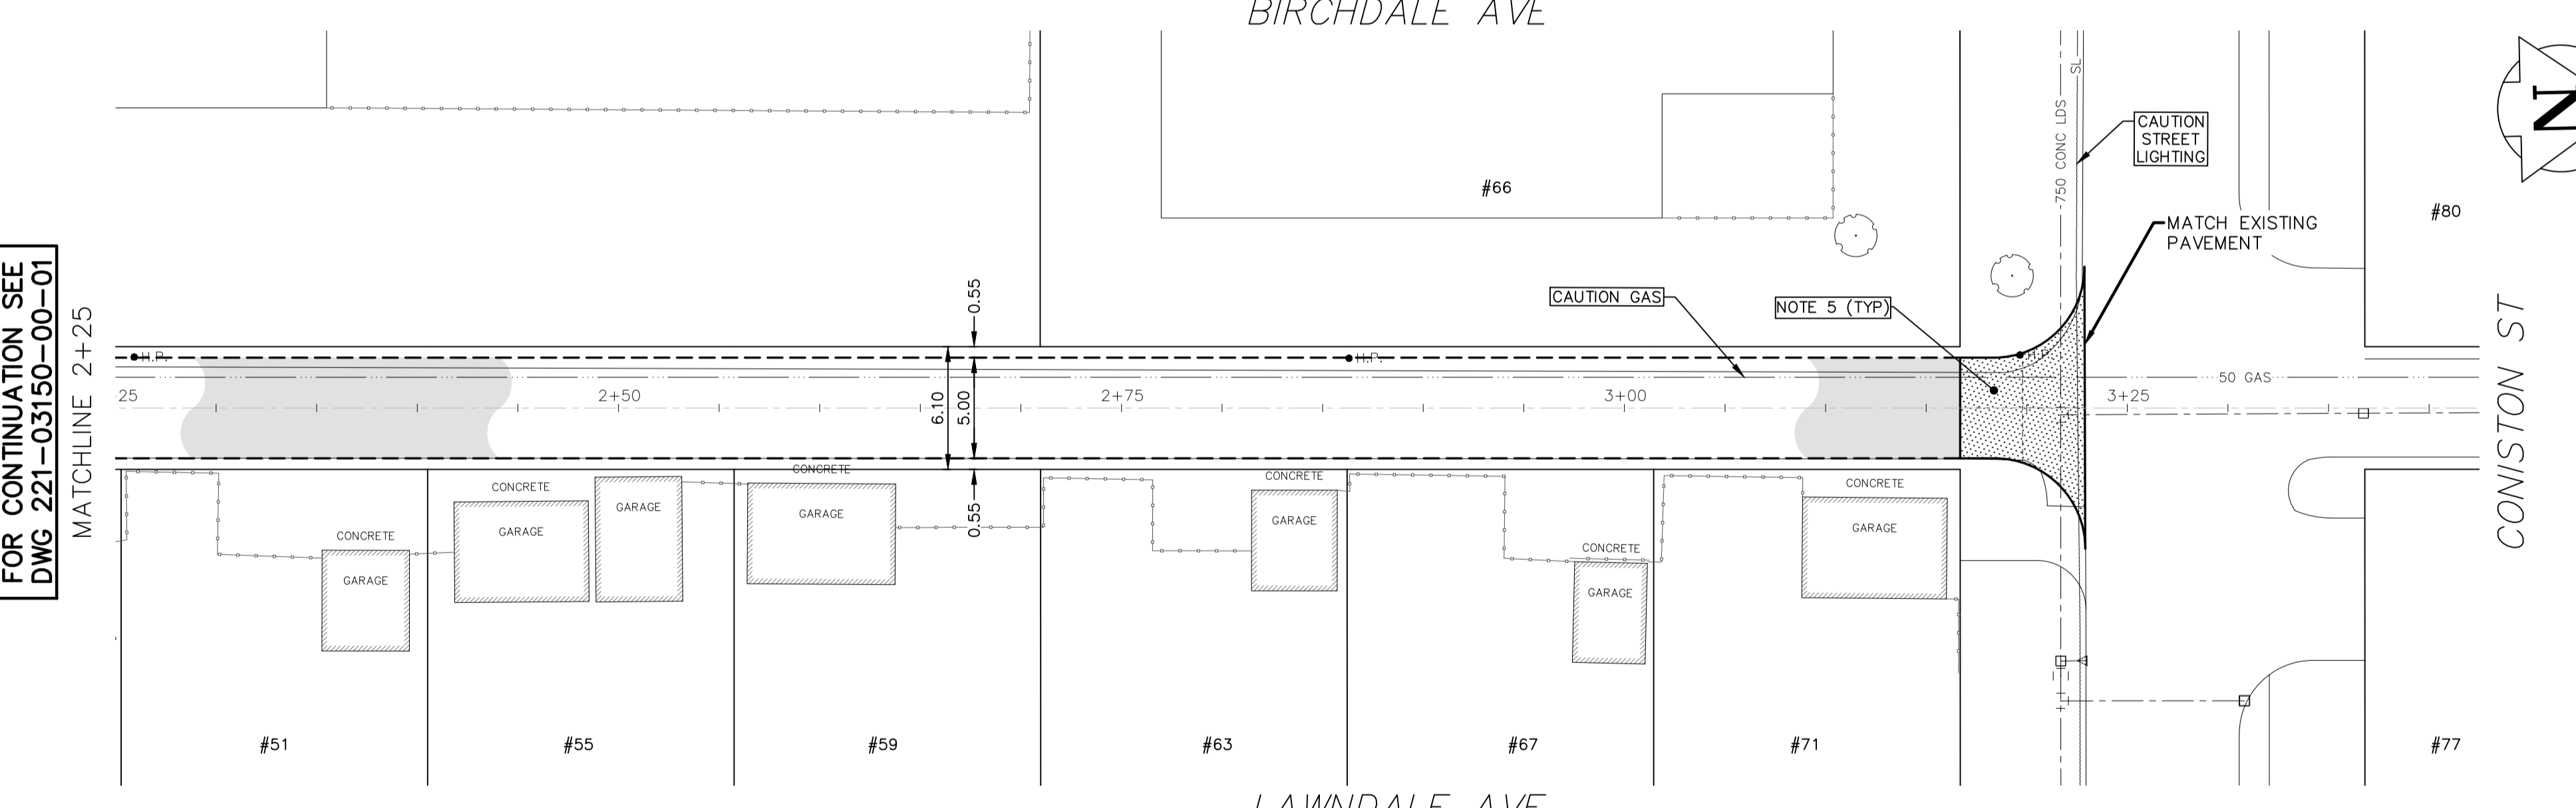 BIRCHDALE AVE
SL
750 CONC LDS
CAUTION
STREET
LIGHTING
N
#66
#80
MATCH EXISTING
PAVEMENT
FOR CONTINUATION SEE
DWG 221-03150-00-01
MATCHLINE 2+25
0.55
CAUTION GAS
NOTE 5 (TYP)
H.P.
H.P.
H.P.
50 GAS
25
2+50
2+75
3+00
3+25
6.10
5.00
CONISTON ST
0.55
CONCRETE
GARAGE
CONCRETE
GARAGE
GARAGE
CONCRETE
GARAGE
CONCRETE
GARAGE
CONCRETE
GARAGE
CONCRETE
GARAGE
#51
#55
#59
#63
#67
#71
#77
LAWNDALE AVE